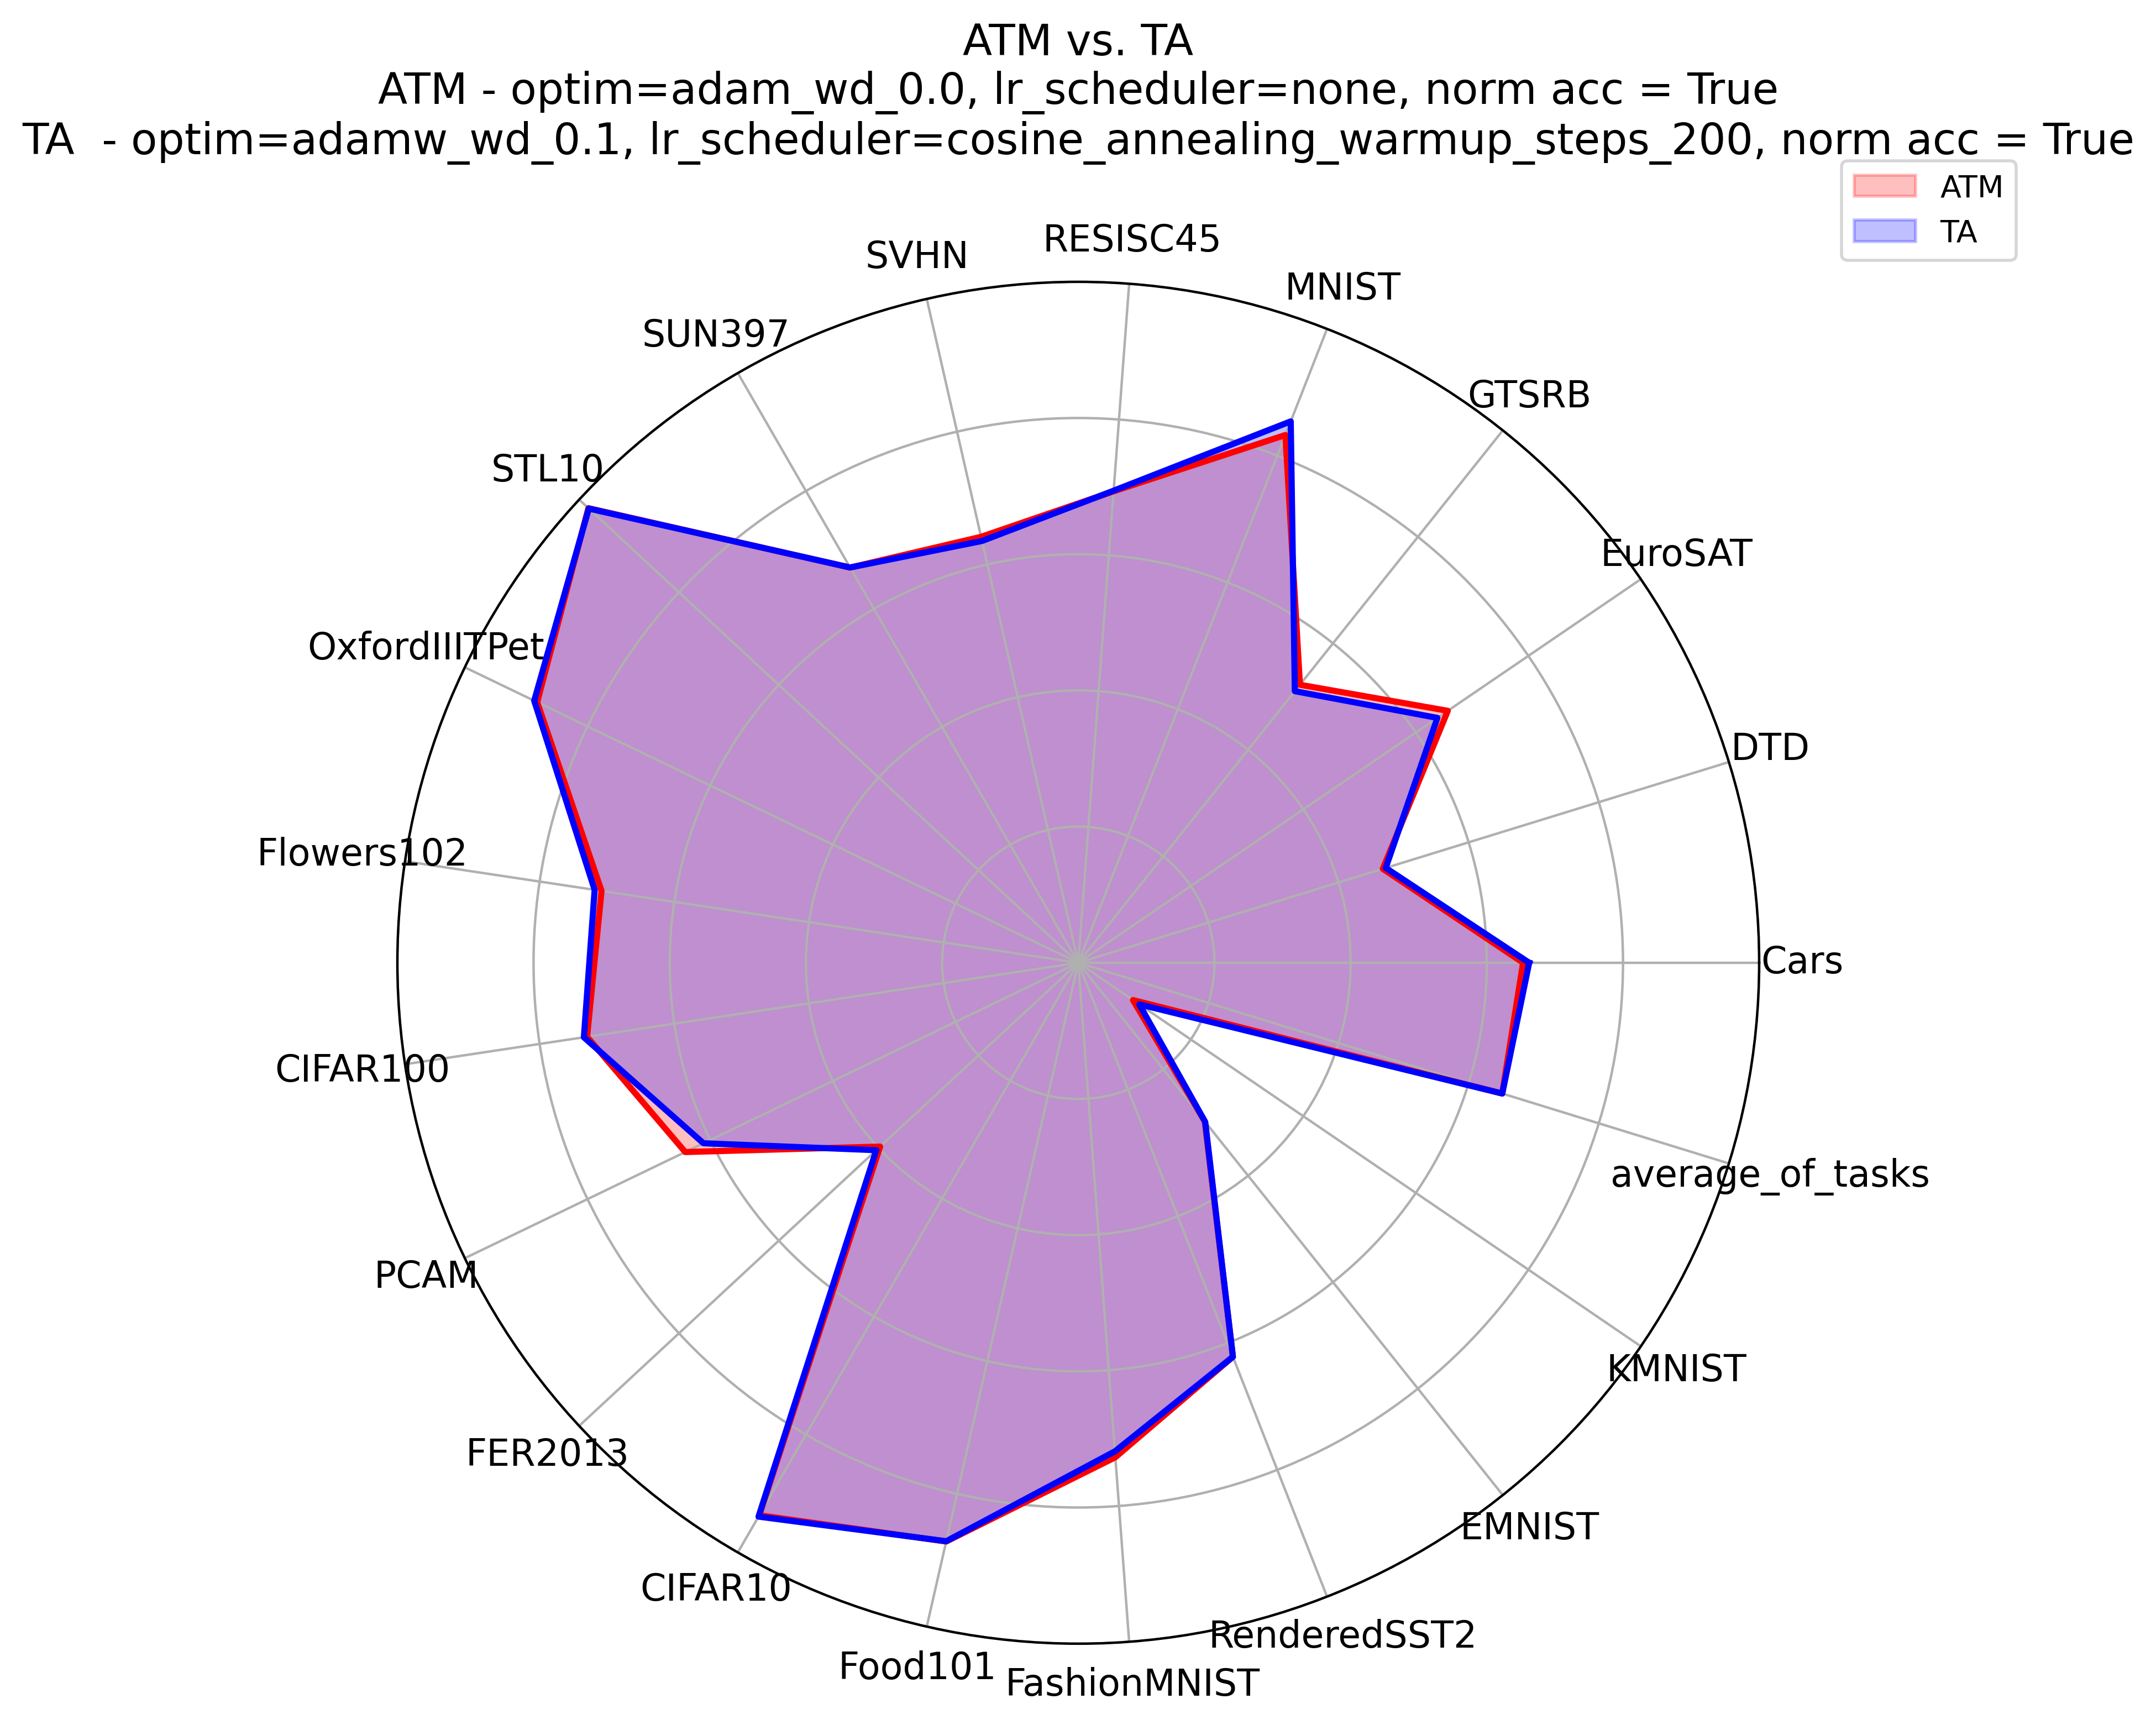 ATM vs. TA
ATM - optim=adam_wd_0.0, lr_scheduler=none, norm acc = True
TA  - optim=adamw_wd_0.1, lr_scheduler=cosine_annealing_warmup_steps_200, norm acc = True
ATM
TA
RESISC45
SVHN
MNIST
SUN397
GTSRB
STL10
EuroSAT
OxfordIIITPet
DTD
Flowers102
Cars
CIFAR100
average_of_tasks
PCAM
KMNIST
FER2013
EMNIST
CIFAR10
RenderedSST2
Food101
FashionMNIST